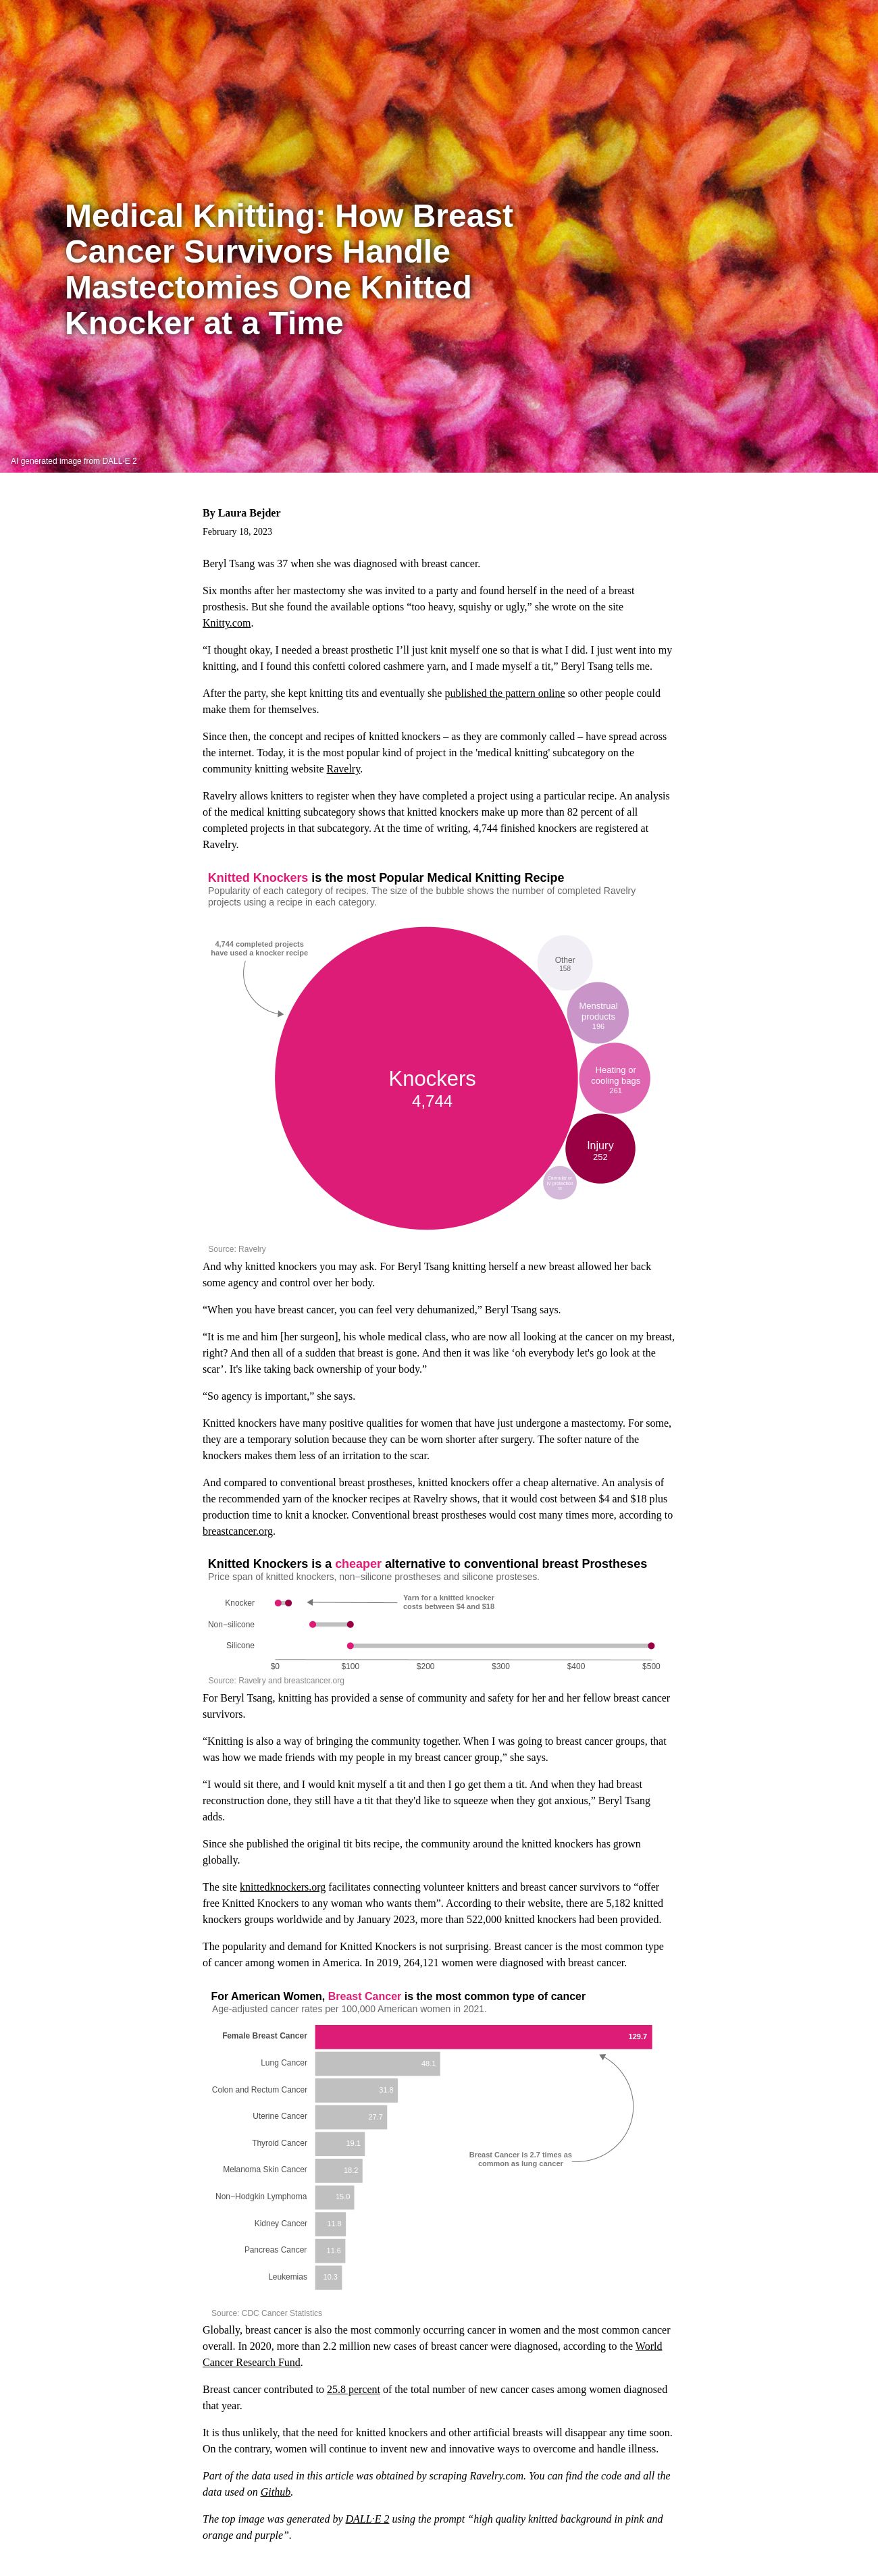 Medical Knitting: How Breast
Cancer Survivors Handle
Mastectomies One Knitted
Knocker at a Time
AI generated image from DALL·E 2
By Laura Bejder
February 18, 2023
Beryl Tsang was 37 when she was diagnosed with breast cancer.
Six months after her mastectomy she was invited to a party and found herself in the need of a breast
prosthesis. But she found the available options “too heavy, squishy or ugly,” she wrote on the site
Knitty.com.
“I thought okay, I needed a breast prosthetic I’ll just knit myself one so that is what I did. I just went into my
knitting, and I found this confetti colored cashmere yarn, and I made myself a tit,” Beryl Tsang tells me.
After the party, she kept knitting tits and eventually she published the pattern online so other people could
make them for themselves.
Since then, the concept and recipes of knitted knockers – as they are commonly called – have spread across
the internet. Today, it is the most popular kind of project in the 'medical knitting' subcategory on the
community knitting website Ravelry.
Ravelry allows knitters to register when they have completed a project using a particular recipe. An analysis
of the medical knitting subcategory shows that knitted knockers make up more than 82 percent of all
completed projects in that subcategory. At the time of writing, 4,744 finished knockers are registered at
Ravelry.
Knitted Knockers is the most Popular Medical Knitting Recipe
Popularity of each category of recipes. The size of the bubble shows the number of completed Ravelry
projects using a recipe in each category.
4,744 completed projects
have used a knocker recipe
Other
158
Menstrual
products
196
Heating or
cooling bags
261
Knockers
4,744
Injury
252
Source: Ravelry
And why knitted knockers you may ask. For Beryl Tsang knitting herself a new breast allowed her back
some agency and control over her body.
“When you have breast cancer, you can feel very dehumanized,” Beryl Tsang says.
“It is me and him [her surgeon], his whole medical class, who are now all looking at the cancer on my breast,
right? And then all of a sudden that breast is gone. And then it was like ‘oh everybody let's go look at the
scar’. It's like taking back ownership of your body.”
“So agency is important,” she says.
Knitted knockers have many positive qualities for women that have just undergone a mastectomy. For some,
they are a temporary solution because they can be worn shorter after surgery. The softer nature of the
knockers makes them less of an irritation to the scar.
And compared to conventional breast prostheses, knitted knockers offer a cheap alternative. An analysis of
the recommended yarn of the knocker recipes at Ravelry shows, that it would cost between $4 and $18 plus
production time to knit a knocker. Conventional breast prostheses would cost many times more, according to
breastcancer.org.
Knitted Knockers is a cheaper alternative to conventional breast Prostheses
Price span of knitted knockers, non−silicone prostheses and silicone prosteses.
Knocker
Yarn for a knitted knocker
costs between $4 and $18
Non−silicone
Silicone
$0 $100 $200 $300 $400 $500
Source: Ravelry and breastcancer.org
For Beryl Tsang, knitting has provided a sense of community and safety for her and her fellow breast cancer
survivors.
“Knitting is also a way of bringing the community together. When I was going to breast cancer groups, that
was how we made friends with my people in my breast cancer group,” she says.
“I would sit there, and I would knit myself a tit and then I go get them a tit. And when they had breast
reconstruction done, they still have a tit that they'd like to squeeze when they got anxious,” Beryl Tsang
adds.
Since she published the original tit bits recipe, the community around the knitted knockers has grown
globally.
The site knittedknockers.org facilitates connecting volunteer knitters and breast cancer survivors to “offer
free Knitted Knockers to any woman who wants them”. According to their website, there are 5,182 knitted
knockers groups worldwide and by January 2023, more than 522,000 knitted knockers had been provided.
The popularity and demand for Knitted Knockers is not surprising. Breast cancer is the most common type
of cancer among women in America. In 2019, 264,121 women were diagnosed with breast cancer.
For American Women, Breast Cancer is the most common type of cancer
Age-adjusted cancer rates per 100,000 American women in 2021.
Female Breast Cancer 129.7
Lung Cancer 48.1
Colon and Rectum Cancer 31.8
Uterine Cancer 27.7
Thyroid Cancer 19.1
Breast Cancer is 2.7 times as
common as lung cancer
Melanoma Skin Cancer 18.2
Non−Hodgkin Lymphoma 15.0
Kidney Cancer 11.8
Pancreas Cancer 11.6
Leukemias 10.3
Source: CDC Cancer Statistics
Globally, breast cancer is also the most commonly occurring cancer in women and the most common cancer
overall. In 2020, more than 2.2 million new cases of breast cancer were diagnosed, according to the World
Cancer Research Fund.
Breast cancer contributed to 25.8 percent of the total number of new cancer cases among women diagnosed
that year.
It is thus unlikely, that the need for knitted knockers and other artificial breasts will disappear any time soon.
On the contrary, women will continue to invent new and innovative ways to overcome and handle illness.
Part of the data used in this article was obtained by scraping Ravelry.com. You can find the code and all the
data used on Github.
The top image was generated by DALL·E 2 using the prompt “high quality knitted background in pink and
orange and purple”.